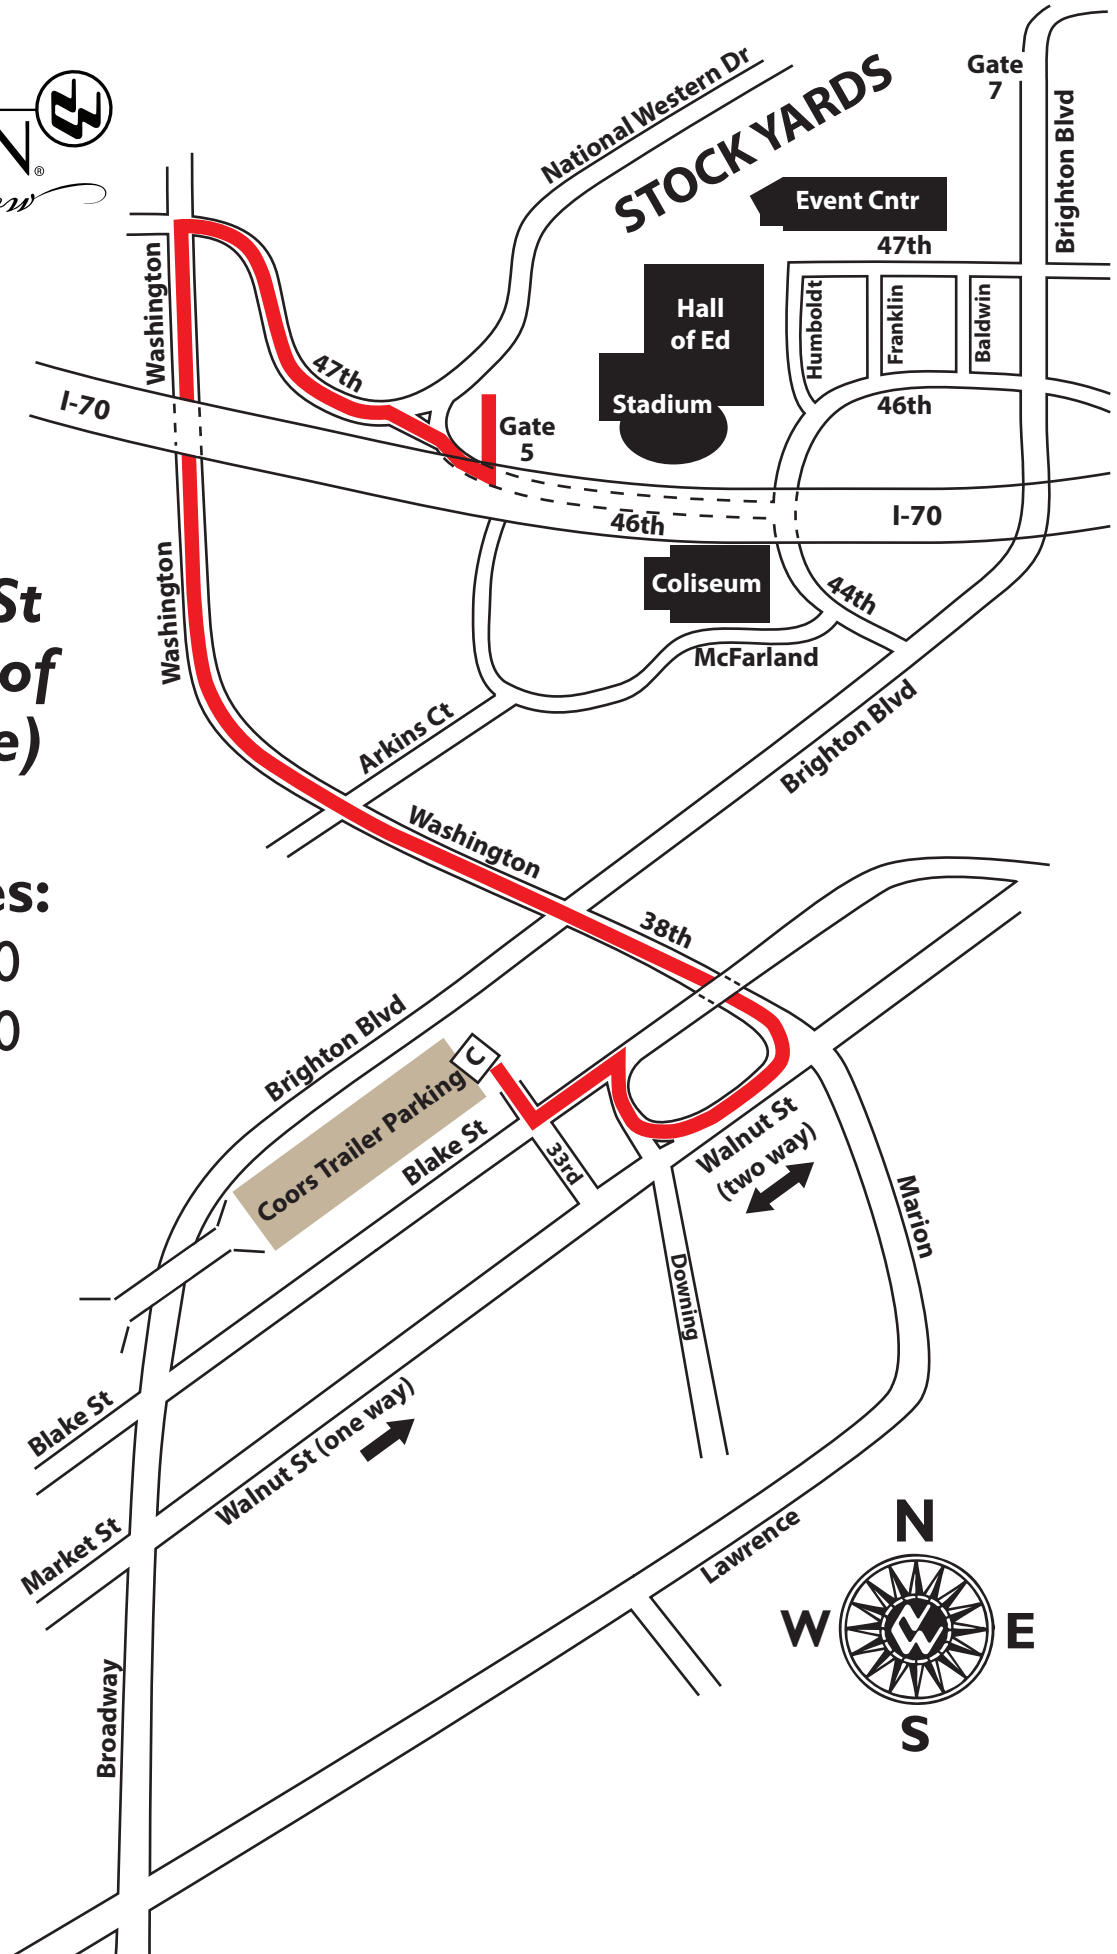 National Western Dr
STOCK YARDS
Gate
7
Brighton Blvd
N®
Event Cntr
47th
Washington
Hall
of Ed
Humboldt
Franklin
Baldwin
47th
I-70
Stadium
46th
Gate
5
46th
I-70
Washington
Coliseum
44th
McFarland
St
of
e)
Arkins Ct
Brighton Blvd
Washington
es:
38th
0
0
Brighton Blvd
C
Coors Trailer Parking
Blake St
33rd
Walnut St
(two way)
Marion
Downing
Blake St
Walnut St (one way)
Market St
Lawrence
N
W
E
S
Broadway